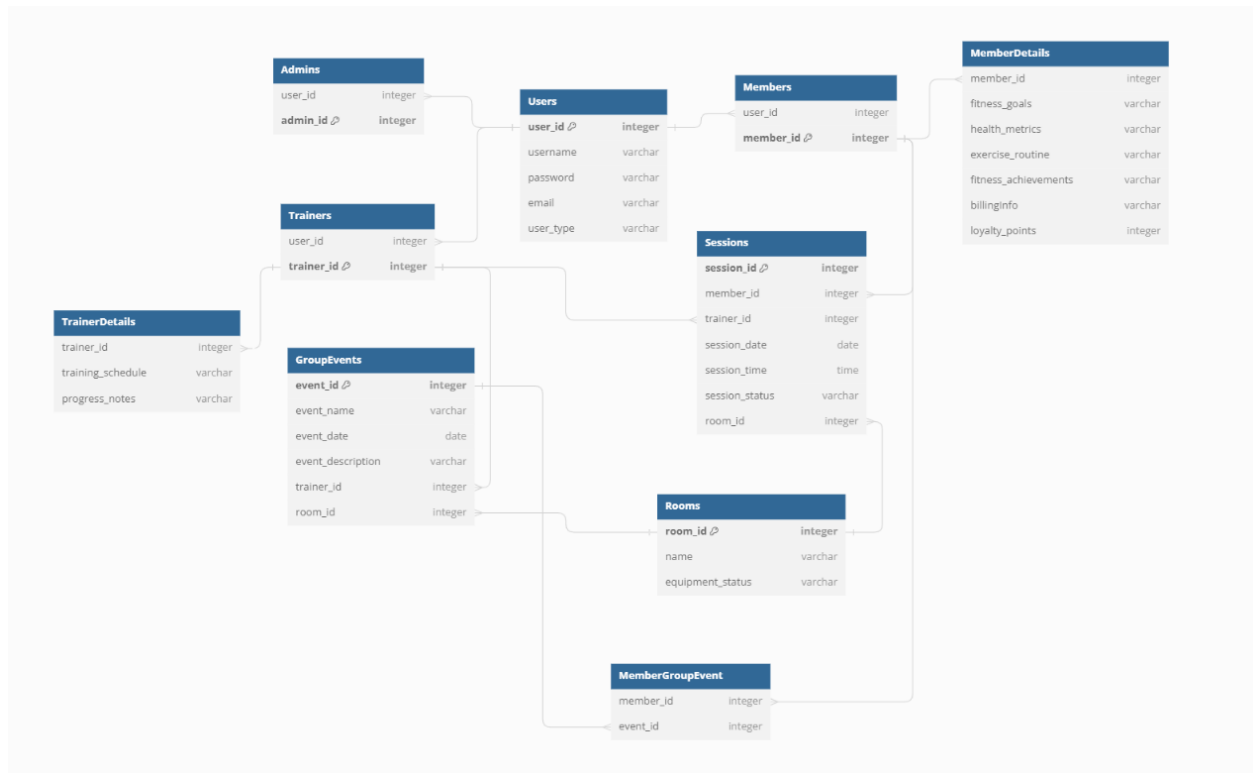 Admins
user_id integer
admin_id integer
Users
user_id integer
username varchar
password varchar
email varchar
user_type varchar
Members
user_id integer
member_id integer
MemberDetails
member_id integer
fitness_goals varchar
health_metrics varchar
exercise_routine varchar
fitness_achievements varchar
billingInfo varchar
loyalty_points integer
Trainers
user_id integer
trainer_id integer
Sessions
session_id integer
member_id integer
trainer_id integer
session_date date
session_time time
session_status varchar
room_id integer
TrainerDetails
trainer_id integer
training_schedule varchar
progress_notes varchar
GroupEvents
event_id integer
event_name varchar
event_date date
event_description varchar
trainer_id integer
room_id integer
Rooms
room_id integer
name varchar
equipment_status varchar
MemberGroupEvent
member_id integer
event_id integer